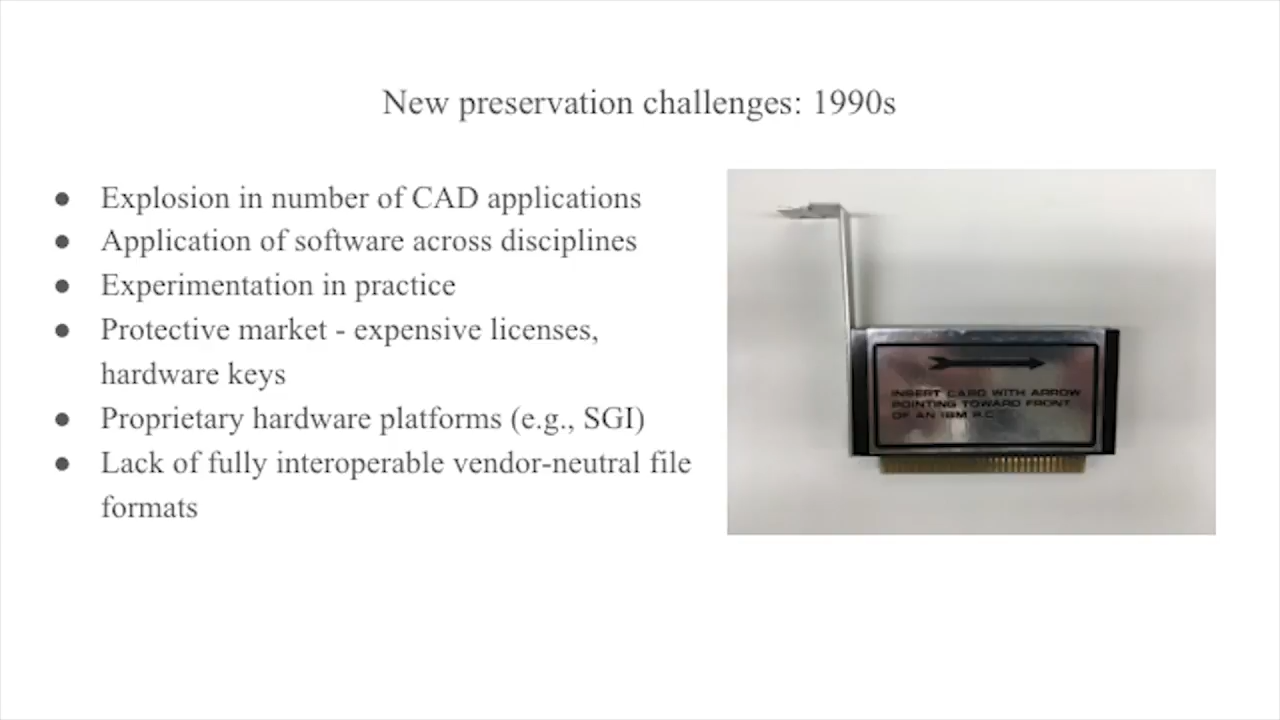 New preservation challenges: 1990s
● Explosion in number of CAD applications
● Application of software across disciplines
● Experimentation in practice
● Protective market - expensive licenses,
hardware keys
● Proprietary hardware platforms (e.g., SGI)
● Lack of fully interoperable vendor-neutral file
formats
INSERT CARD WITH ARROW
POINTING TOWARD FRONT
OF AN IBM P.C.